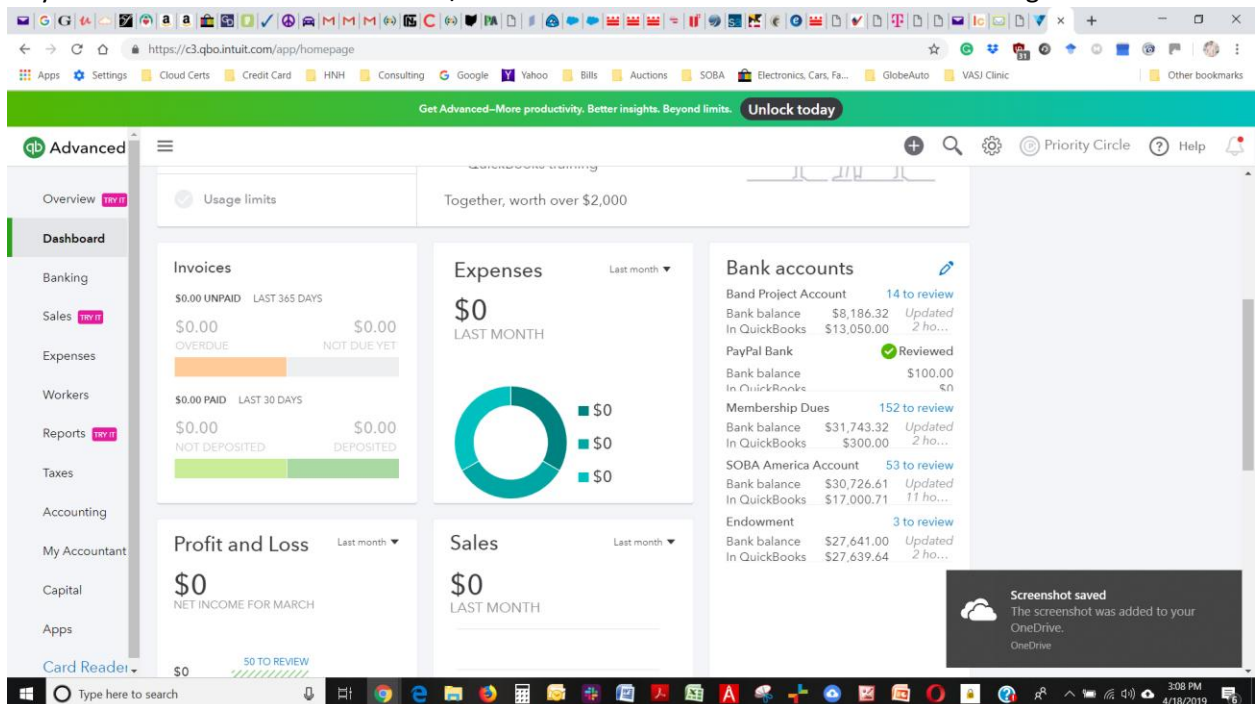 https://c3.qbo.intuit.com/app/homepage
Apps Settings Cloud Certs Credit Card HNH Consulting Google Yahoo Bills Auctions SOBA Electronics, Cars, Fa... GlobeAuto VASJ Clinic Other bookmarks
Get Advanced—More productivity. Better insights. Beyond limits. Unlock today
qb Advanced Priority Circle Help
Overview TRY IT
Dashboard
Banking
Sales TRY IT
Expenses
Workers
Reports TRY IT
Taxes
Accounting
My Accountant
Capital
Apps
Card Reader
Usage limits
QuickBooks training
Together, worth over $2,000
Invoices
$0.00 UNPAID LAST 365 DAYS
$0.00 $0.00
OVERDUE NOT DUE YET
$0.00 PAID LAST 30 DAYS
$0.00 $0.00
NOT DEPOSITED DEPOSITED
Expenses Last month
$0
LAST MONTH
$0
$0
$0
Bank accounts
Band Project Account 14 to review
Bank balance $8,186.32 Updated
In QuickBooks $13,050.00 2 ho...
PayPal Bank Reviewed
Bank balance $100.00
In QuickBooks $0
Membership Dues 152 to review
Bank balance $31,743.32 Updated
In QuickBooks $300.00 2 ho...
SOBA America Account 53 to review
Bank balance $30,726.61 Updated
In QuickBooks $17,000.71 11 ho...
Endowment 3 to review
Bank balance $27,641.00 Updated
In QuickBooks $27,639.64 2 ho...
Profit and Loss Last month
$0
NET INCOME FOR MARCH
$0 50 TO REVIEW
Sales Last month
$0
LAST MONTH
Screenshot saved
The screenshot was added to your
OneDrive.
OneDrive
Type here to search
3:08 PM
4/18/2019